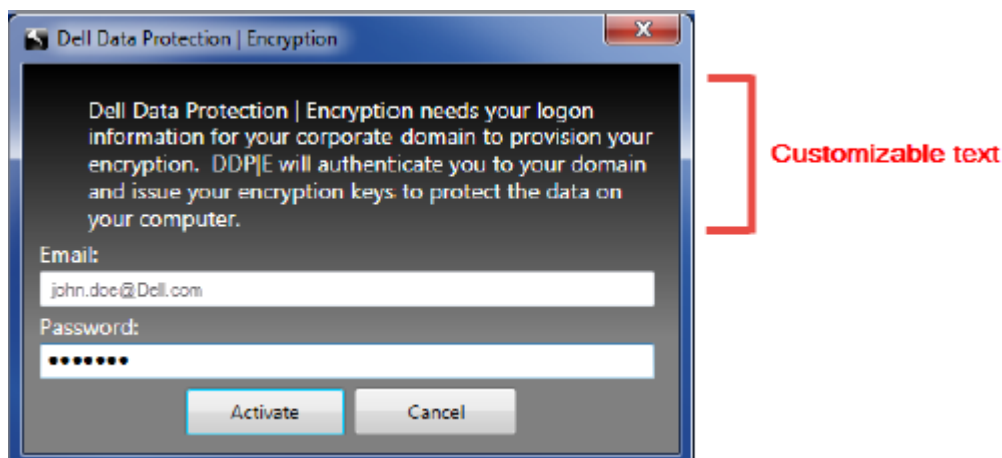 Dell Data Protection | Encryption
X
Dell Data Protection | Encryption needs your logon
information for your corporate domain to provision your
encryption. DDP|E will authenticate you to your domain
and issue your encryption keys to protect the data on
your computer.
Customizable text
Email:
john.doe@Dell.com
Password:
•••••••
Activate
Cancel